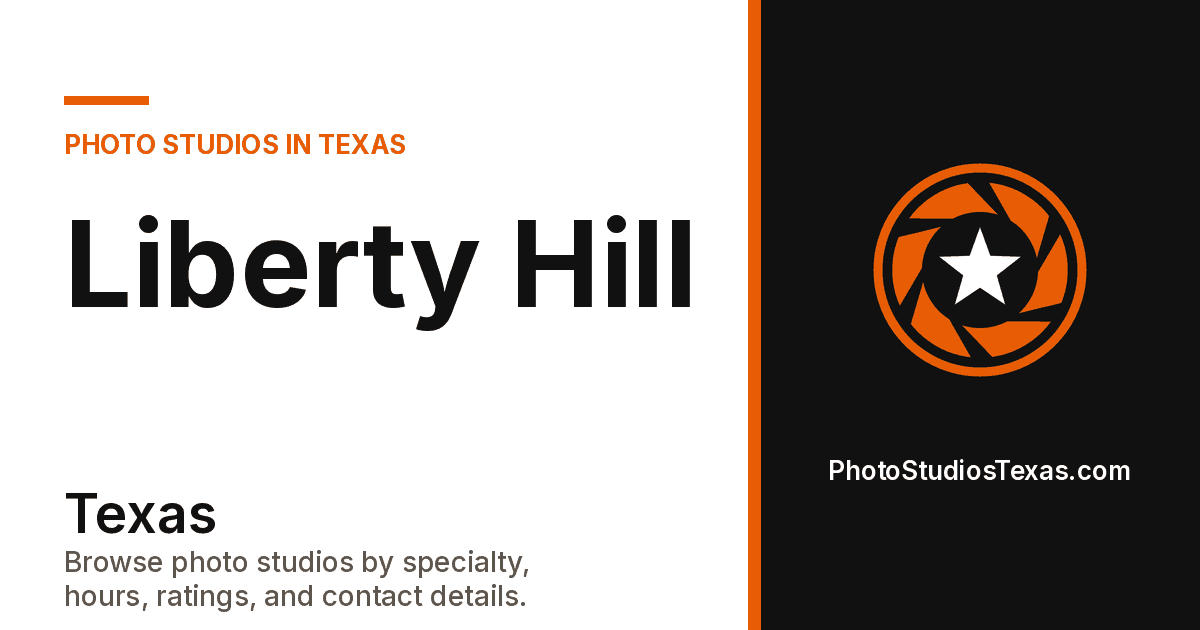 PHOTO STUDIOS IN TEXAS
Liberty Hill
Texas
Browse photo studios by specialty,
hours, ratings, and contact details.
PhotoStudiosTexas.com